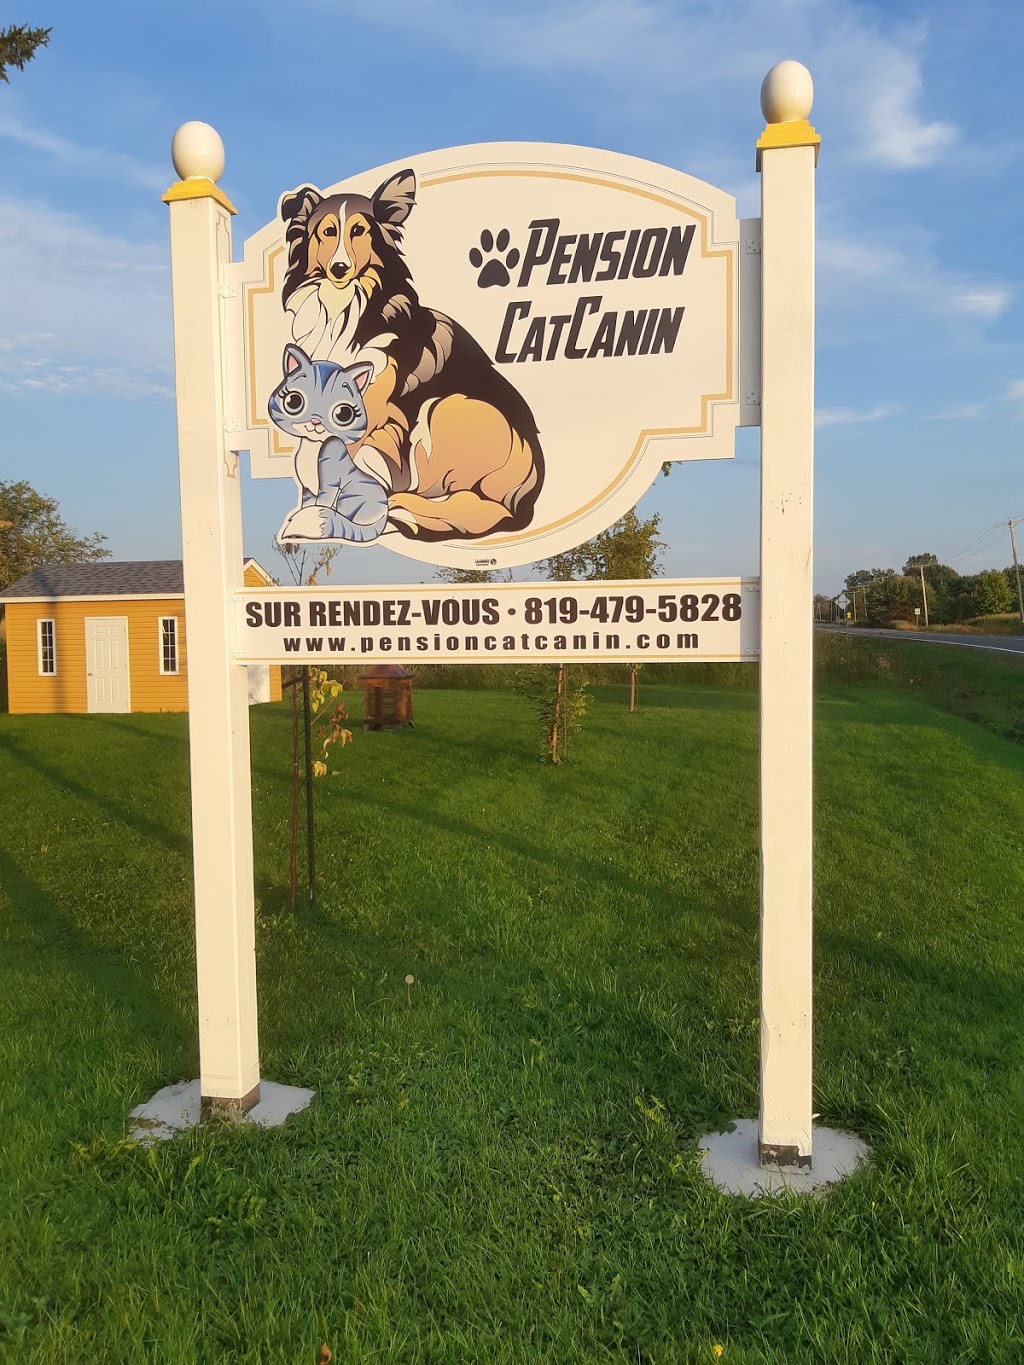 PENSION
CATCANIN
SUR RENDEZ-VOUS • 819-479-5828
www.pensioncatcanin.com